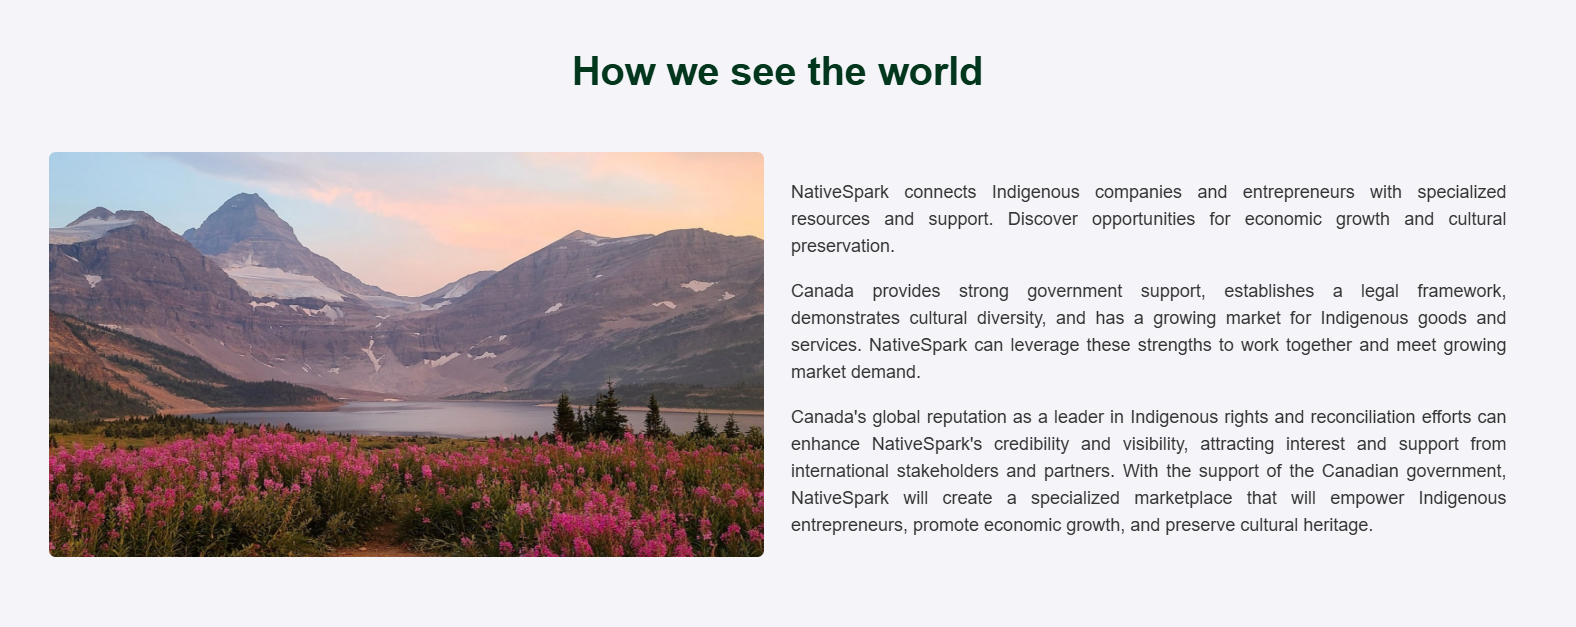 How we see the world
NativeSpark connects Indigenous companies and entrepreneurs with specialized
resources and support. Discover opportunities for economic growth and cultural
preservation.
Canada provides strong government support, establishes a legal framework,
demonstrates cultural diversity, and has a growing market for Indigenous goods and
services. NativeSpark can leverage these strengths to work together and meet growing
market demand.
Canada's global reputation as a leader in Indigenous rights and reconciliation efforts can
enhance NativeSpark's credibility and visibility, attracting interest and support from
international stakeholders and partners. With the support of the Canadian government,
NativeSpark will create a specialized marketplace that will empower Indigenous
entrepreneurs, promote economic growth, and preserve cultural heritage.